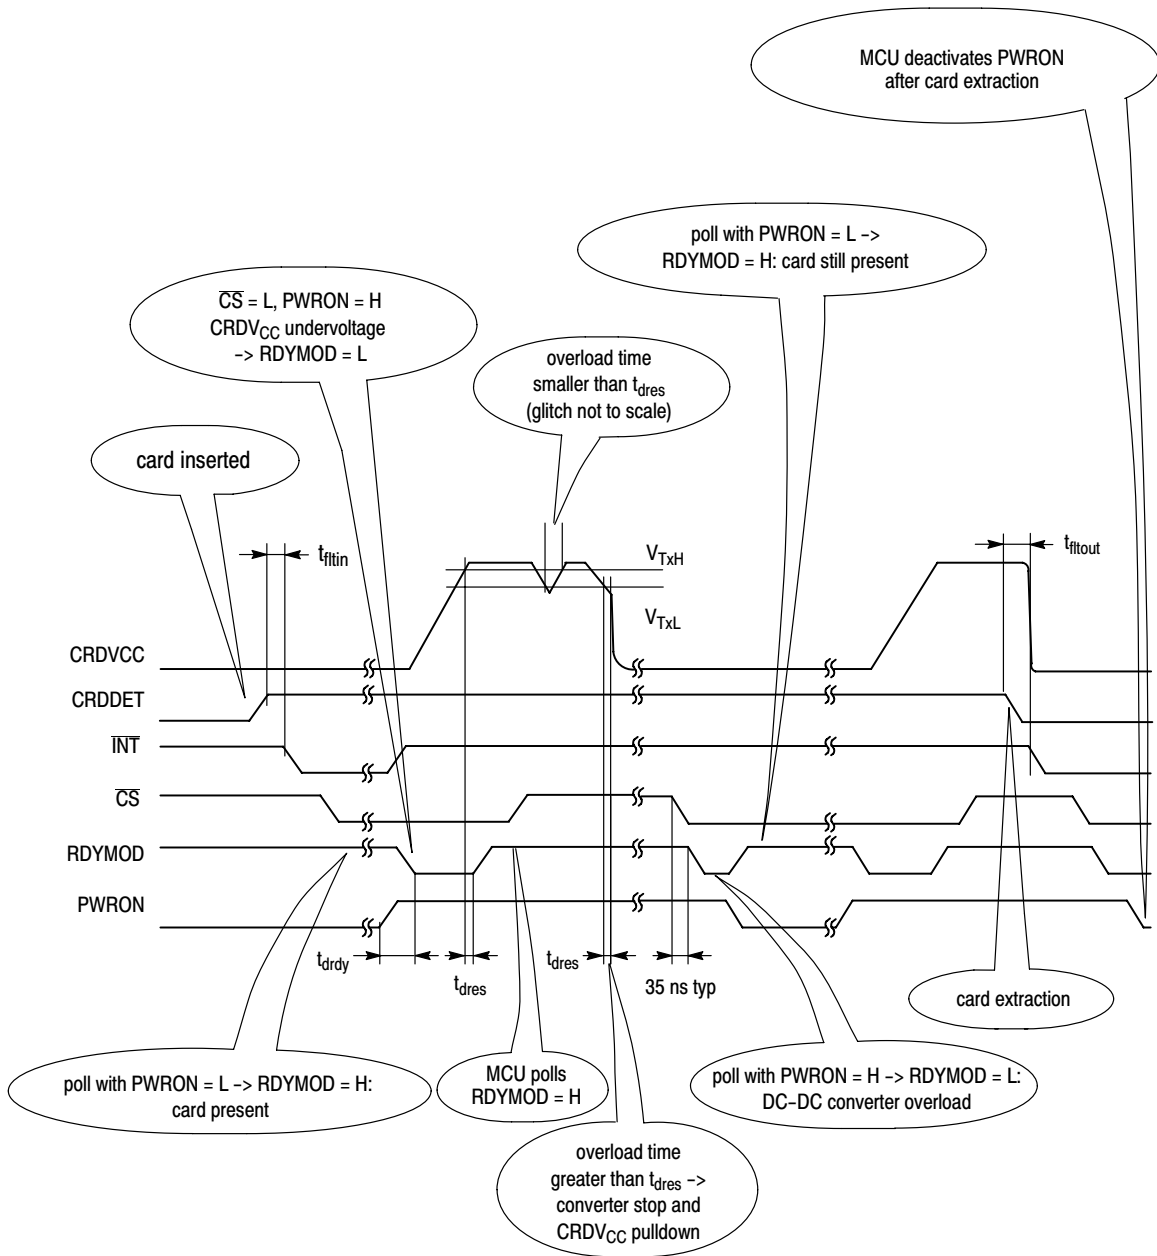 MCU deactivates PWRON
after card extraction
poll with PWRON = L –>
RDYMOD = H: card still present
C̅S̅ = L, PWRON = H
CRDVCC undervoltage
–> RDYMOD = L
overload time
smaller than tdres
(glitch not to scale)
card inserted
tfltin
VTxH
tfltout
VTxL
CRDVCC
CRDDET
I̅N̅T̅
C̅S̅
RDYMOD
PWRON
tdrdy
tdres
tdres
35 ns typ
card extraction
poll with PWRON = L –> RDYMOD = H:
card present
MCU polls
RDYMOD = H
poll with PWRON = H –> RDYMOD = L:
DC–DC converter overload
overload time
greater than tdres –>
converter stop and
CRDVCC pulldown